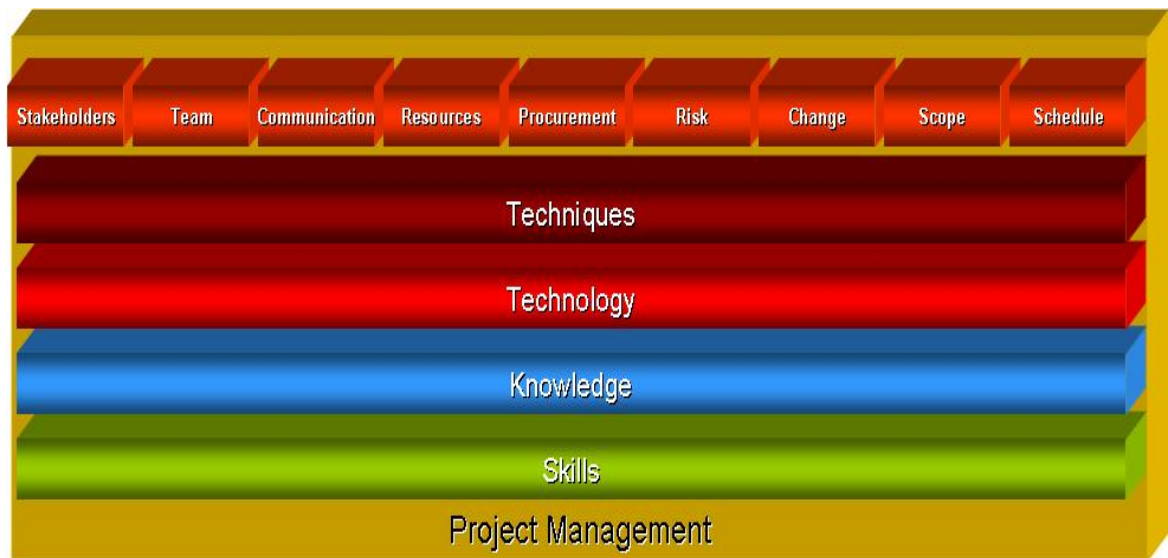 Stakeholders Team Communication Resources Procurement Risk Change Scope Schedule
Techniques
Technology
Knowledge
Skills
Project Management